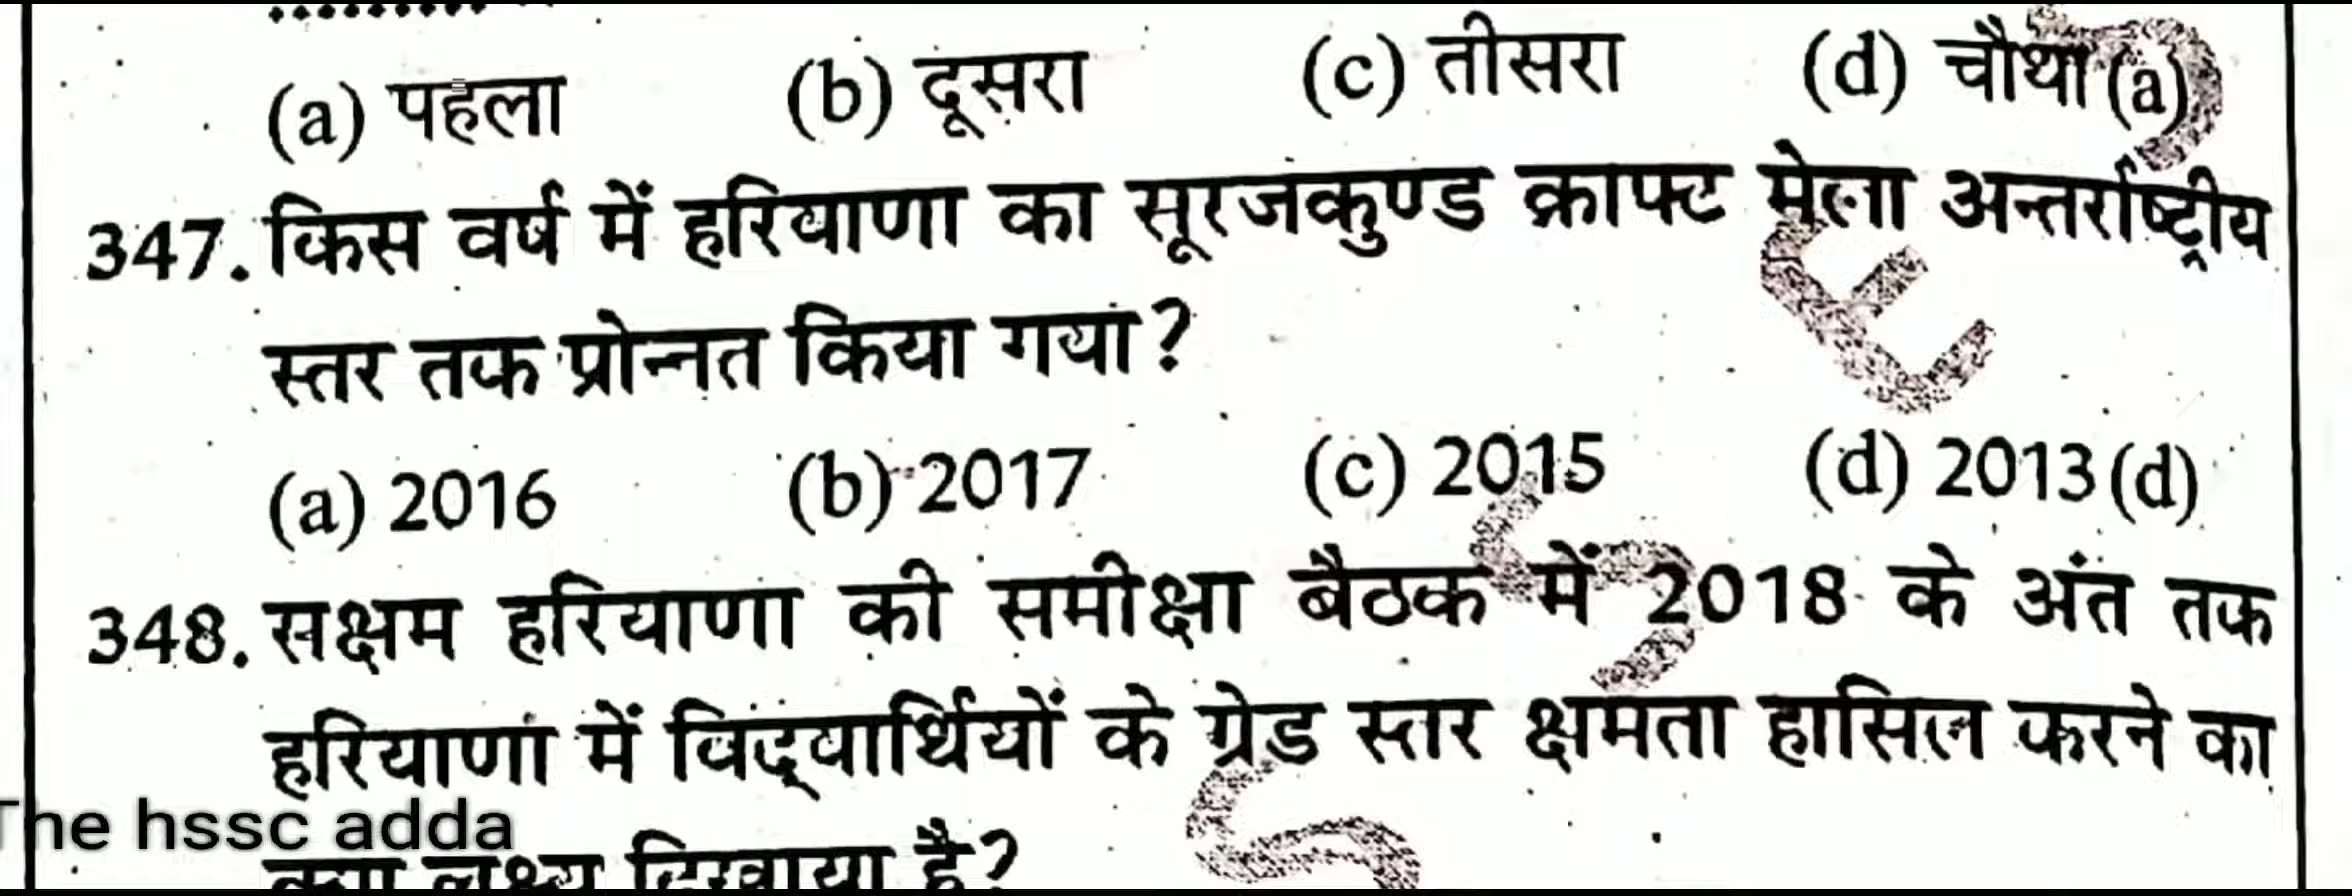 (a) पहला (b) दूसरा (c) तीसरा (d) चौथा (a)
347. किस वर्ष में हरियाणा का सूरजकुण्ड क्राफ्ट मेला अन्तर्राष्ट्रीय
स्तर तक प्रोन्नत किया गया?
(a) 2016 (b) 2017 (c) 2015 (d) 2013 (d)
348. सक्षम हरियाणा की समीक्षा बैठक में 2018 के अंत तक
हरियाणा में विद्यार्थियों के ग्रेड स्तर क्षमता हासिल करने का
The hssc adda
क्या लक्ष्य दिखाया है?